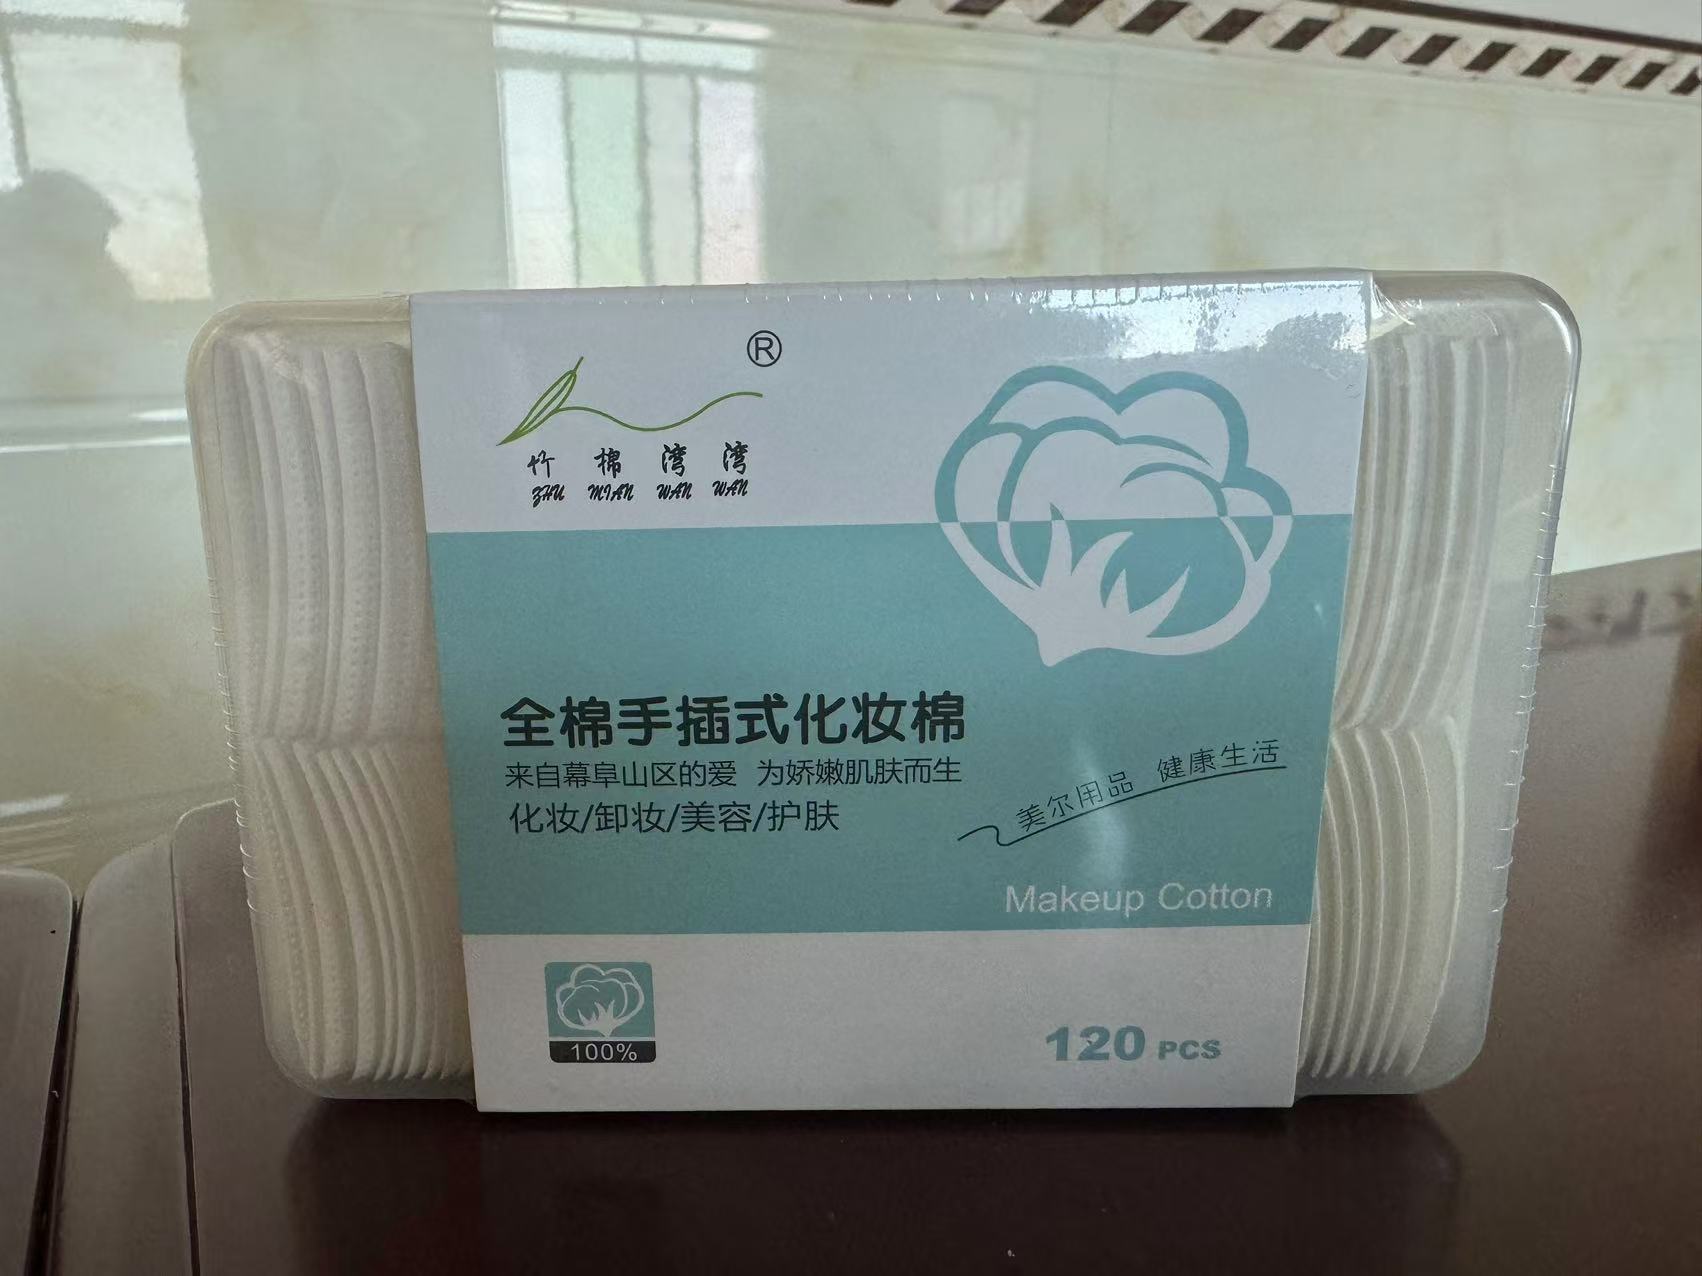 ®
竹 棉 湾 湾
ZHU MIAN WAN WAN
全棉手插式化妆棉
来自幕阜山区的爱 为娇嫩肌肤而生
化妆/卸妆/美容/护肤
美尔用品 健康生活
Makeup Cotton
100%
120 PCS